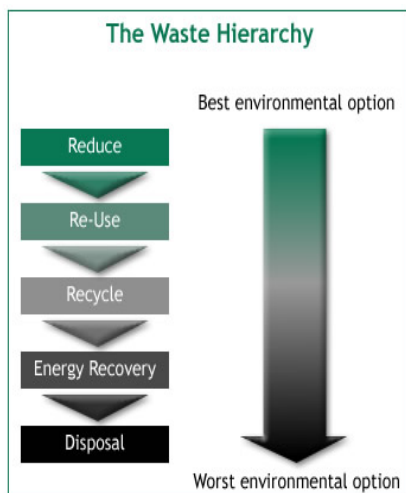 The Waste Hierarchy
Best environmental option
Reduce
Re-Use
Recycle
Energy Recovery
Disposal
Worst environmental option